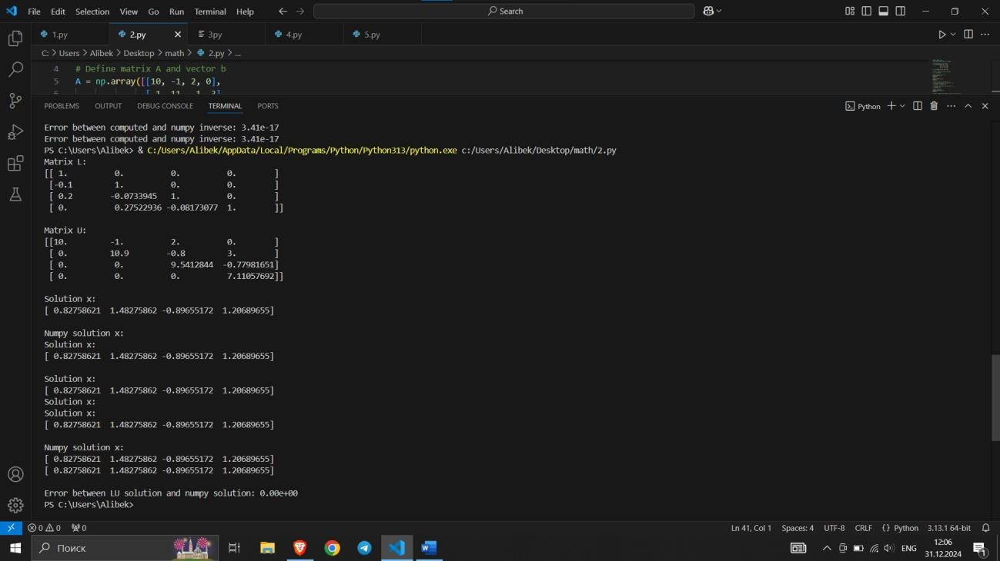 File Edit Selection View Go Run Terminal Help
Search
1.py 2.py 3py 4.py 5.py
C: > Users > Alibek > Desktop > math > 2.py > ...
4 # Define matrix A and vector b
5 A = np.array([[10, -1, 2, 0],
PROBLEMS OUTPUT DEBUG CONSOLE TERMINAL PORTS
Python
Error between computed and numpy inverse: 3.41e-17
Error between computed and numpy inverse: 3.41e-17
PS C:\Users\Alibek> & C:/Users/Alibek/AppData/Local/Programs/Python/Python313/python.exe c:/Users/Alibek/Desktop/math/2.py
Matrix L:
[[ 1. 0. 0. 0. ]
[-0.1 1. 0. 0. ]
[ 0.2 -0.0733945 1. 0. ]
[ 0. 0.27522936 -0.08173077 1. ]]
Matrix U:
[[10. -1. 2. 0. ]
[ 0. 10.9 -0.8 3. ]
[ 0. 0. 9.5412844 -0.77981651]
[ 0. 0. 0. 7.11057692]]
Solution x:
[ 0.82758621 1.48275862 -0.89655172 1.20689655]
Numpy solution x:
Solution x:
[ 0.82758621 1.48275862 -0.89655172 1.20689655]
Solution x:
[ 0.82758621 1.48275862 -0.89655172 1.20689655]
Solution x:
Solution x:
[ 0.82758621 1.48275862 -0.89655172 1.20689655]
Numpy solution x:
[ 0.82758621 1.48275862 -0.89655172 1.20689655]
[ 0.82758621 1.48275862 -0.89655172 1.20689655]
Error between LU solution and numpy solution: 0.00e+00
PS C:\Users\Alibek>
0 0 0
Ln 41, Col 1 Spaces: 4 UTF-8 CRLF {} Python 3.13.1 64-bit
Поиск
ENG
12:06
31.12.2024
1